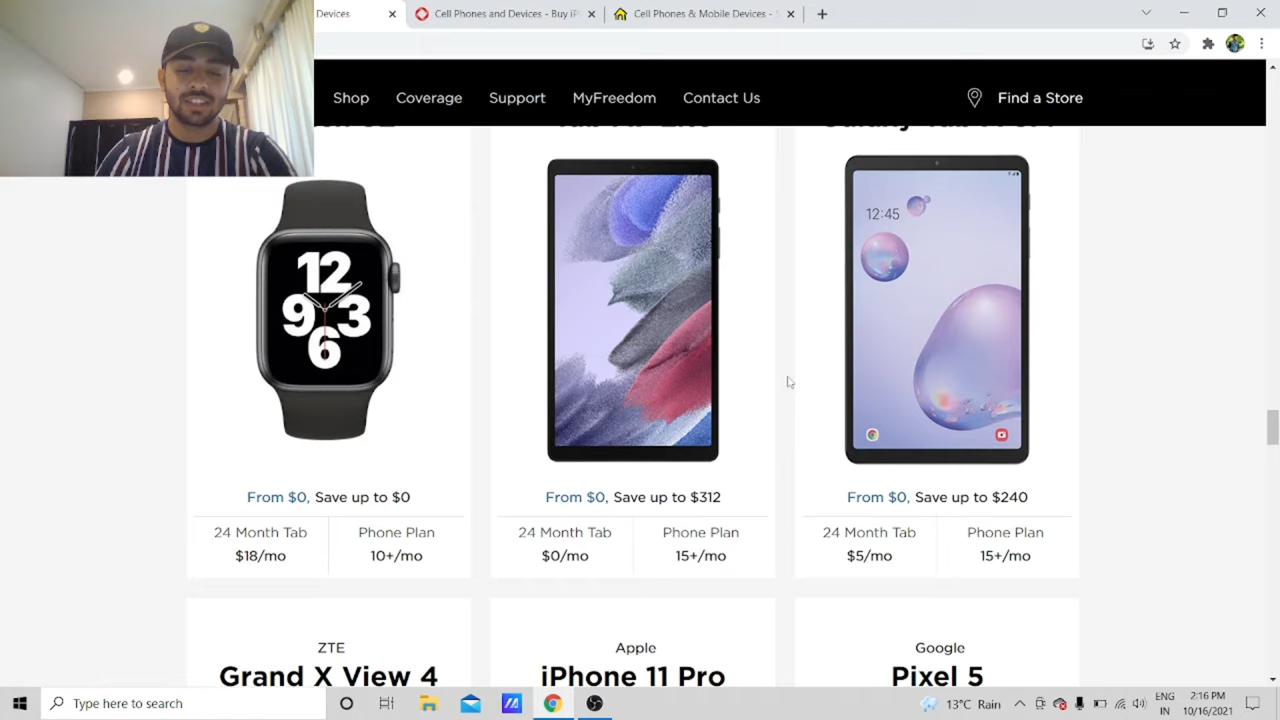 Devices
Cell Phones and Devices - Buy iP
Cell Phones & Mobile Devices -
Shop
Coverage
Support
MyFreedom
Contact Us
Find a Store
12
9 3
6
12:45
From $0, Save up to $0
From $0, Save up to $312
From $0, Save up to $240
24 Month Tab
Phone Plan
24 Month Tab
Phone Plan
24 Month Tab
Phone Plan
$18/mo
10+/mo
$0/mo
15+/mo
$5/mo
15+/mo
ZTE
Apple
Google
Grand X View 4
iPhone 11 Pro
Pixel 5
Type here to search
13°C Rain
ENG
IN
2:16 PM
10/16/2021